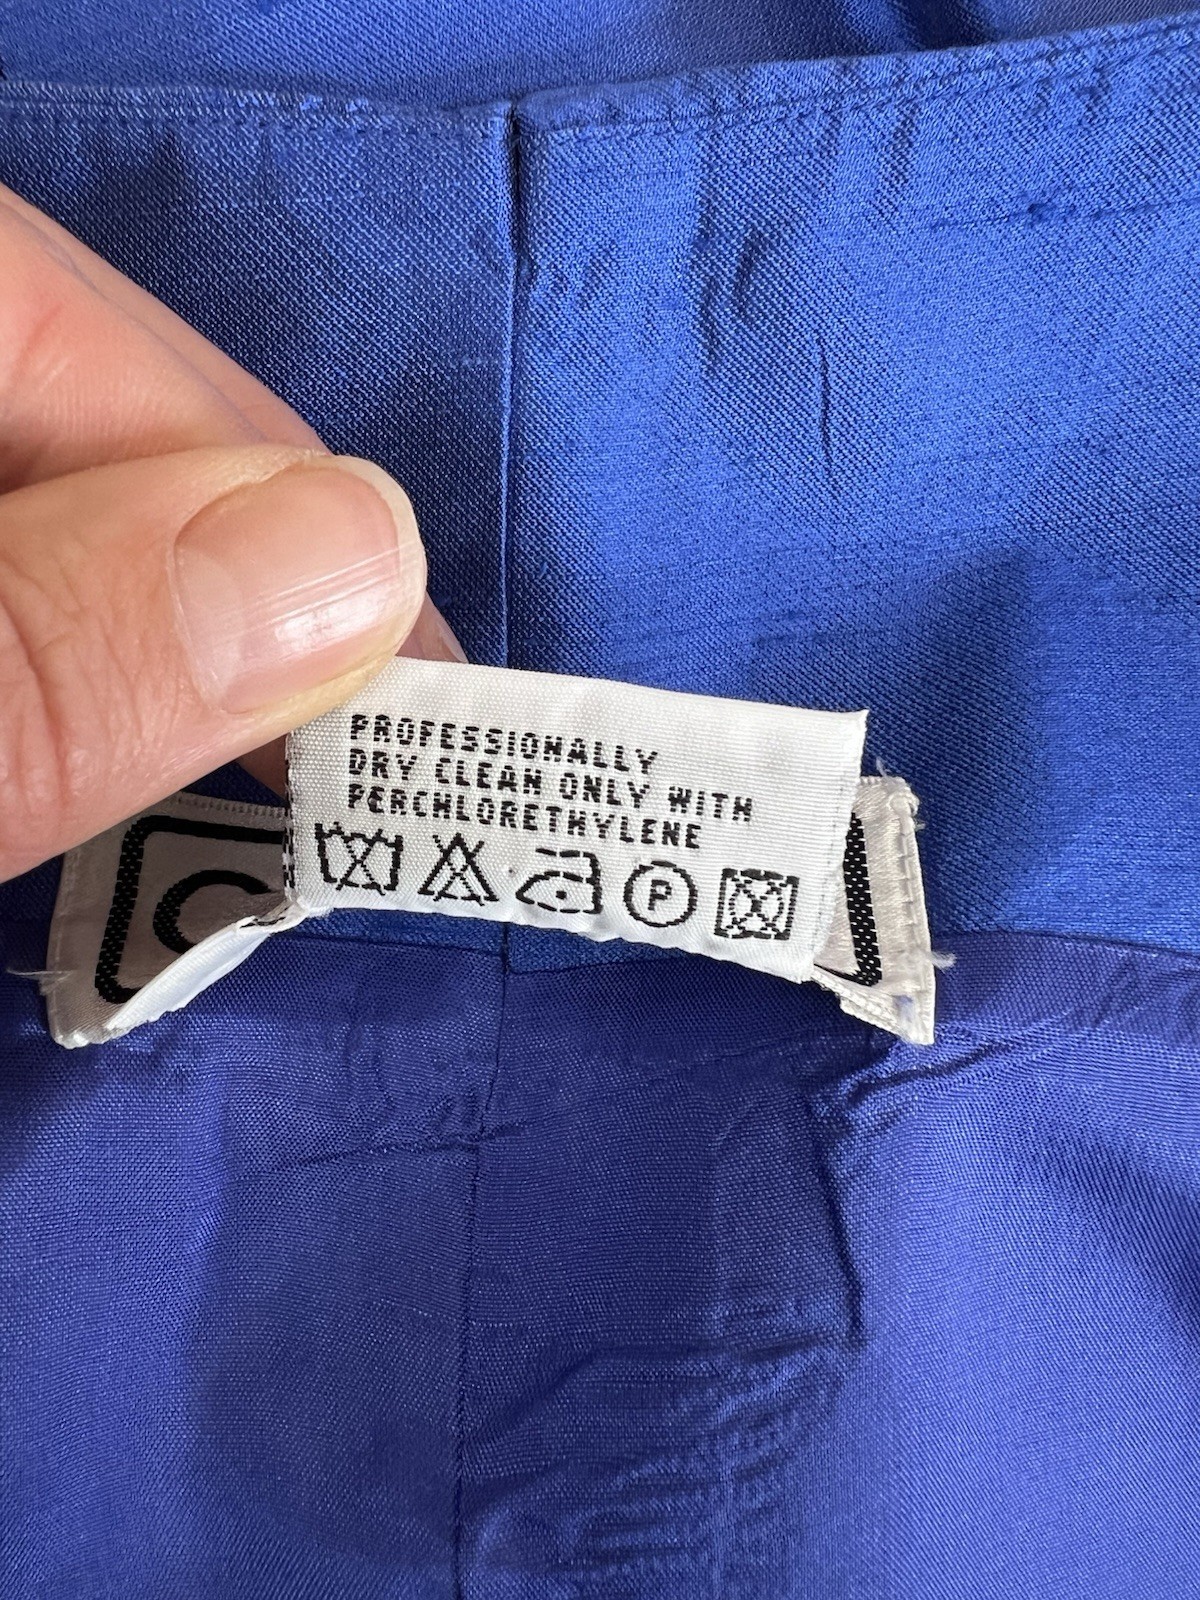 PROFESSIONALLY
DRY CLEAN ONLY WITH
PERCHLORETHYLENE
P
C